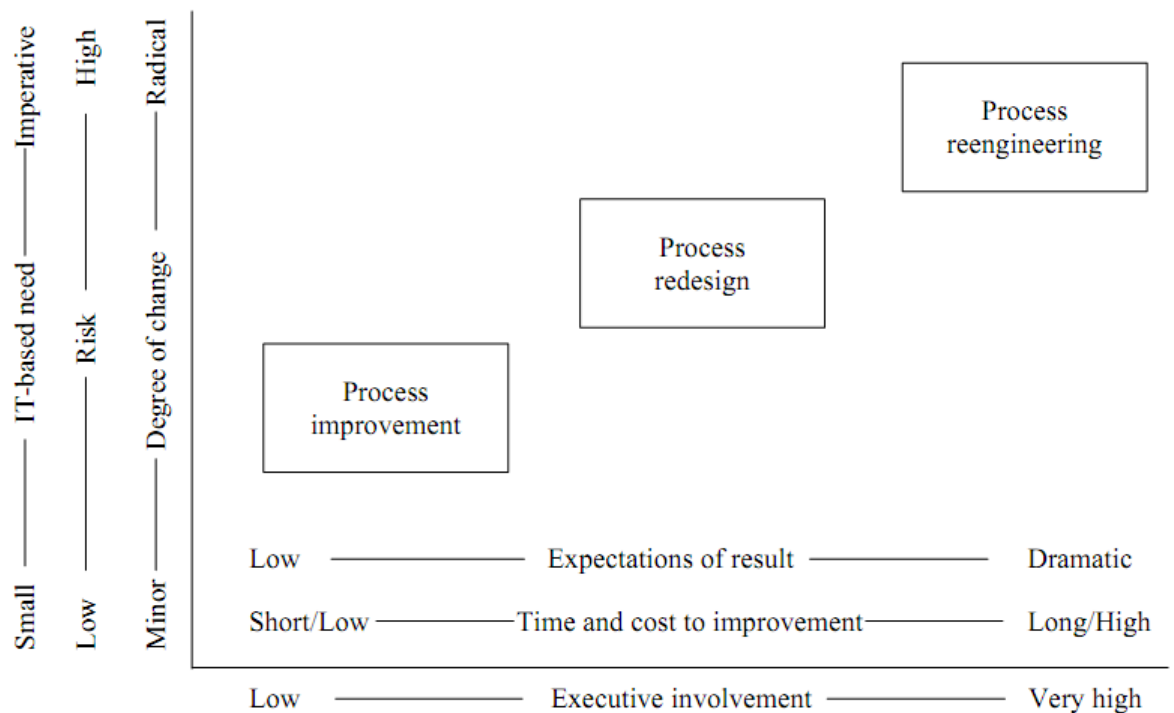 Small IT-based need Imperative
Low Risk High
Minor Degree of change Radical
Process
reengineering
Process
redesign
Process
improvement
Low Expectations of result Dramatic
Short/Low Time and cost to improvement Long/High
Low Executive involvement Very high